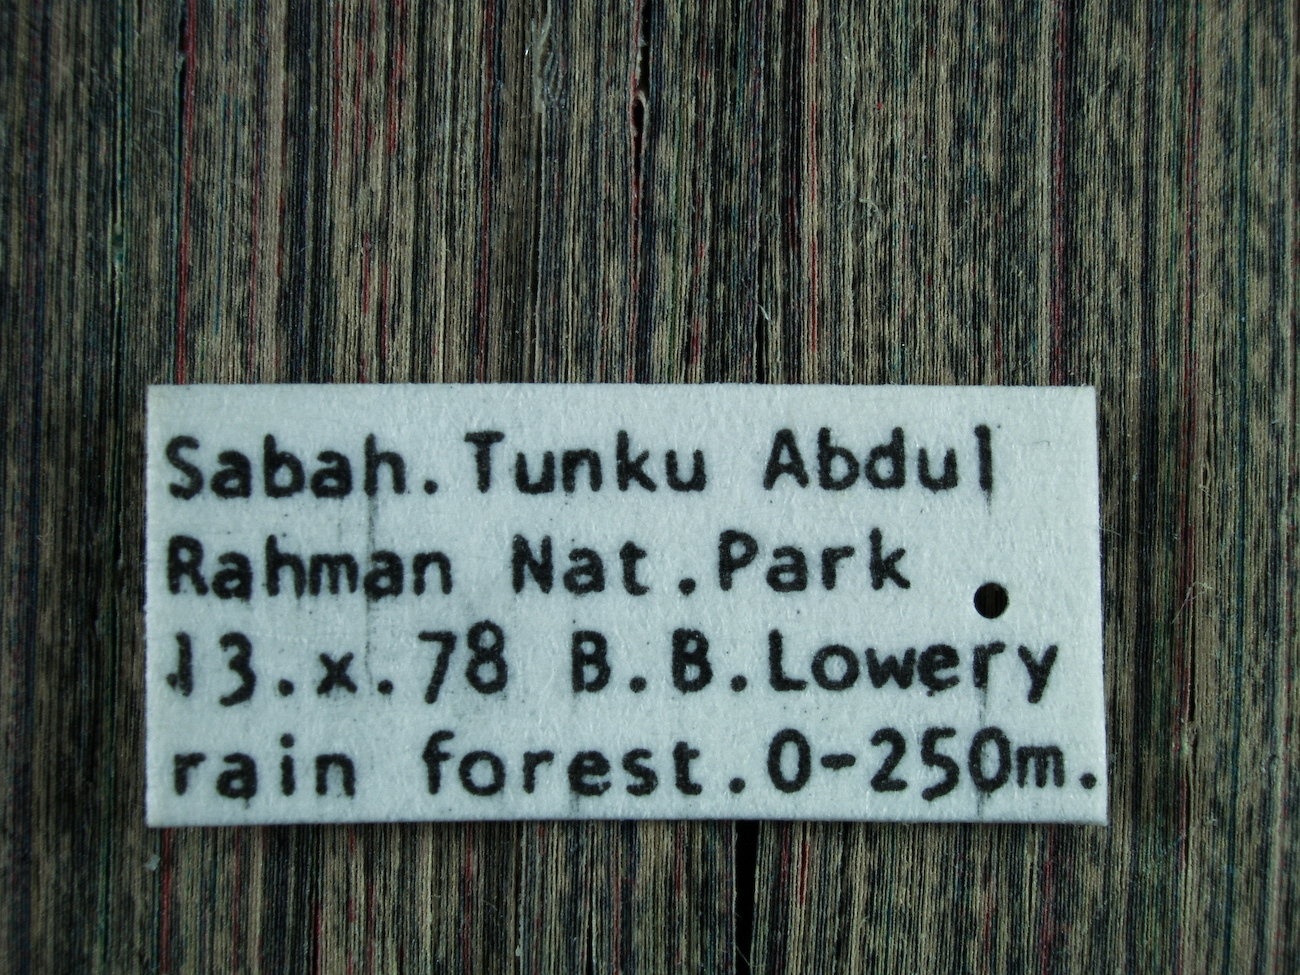 Sabah.Tunku Abdul
Rahman Nat.Park
13.x.78 B.B.Lowery
rain forest.0-250m.